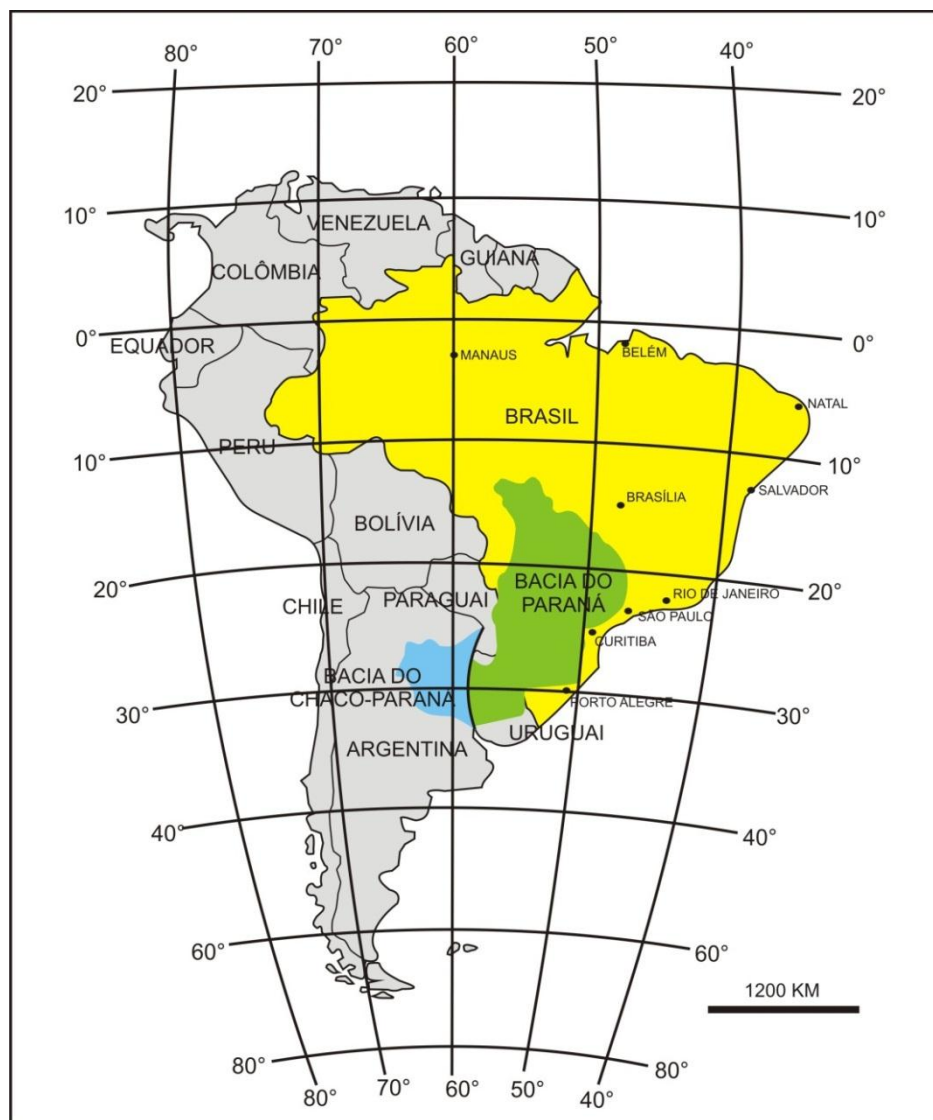 80°
70°
60°
50°
40°
20°
20°
10°
VENEZUELA
10°
COLÔMBIA
GUIANA
0°
EQUADOR
MANAUS
BELÉM
0°
BRASIL
NATAL
PERU
10°
10°
BRASÍLIA
SALVADOR
BOLÍVIA
20°
CHILE
PARAGUAI
BACIA DO
PARANÁ
RIO DE JANEIRO
20°
SÃO PAULO
CURITIBA
BACIA DO
CHACO-PARANÁ
30°
PORTO ALEGRE
30°
URUGUAI
ARGENTINA
40°
40°
60°
60°
1200 KM
80°
80°
80°
70°
60°
50°
40°